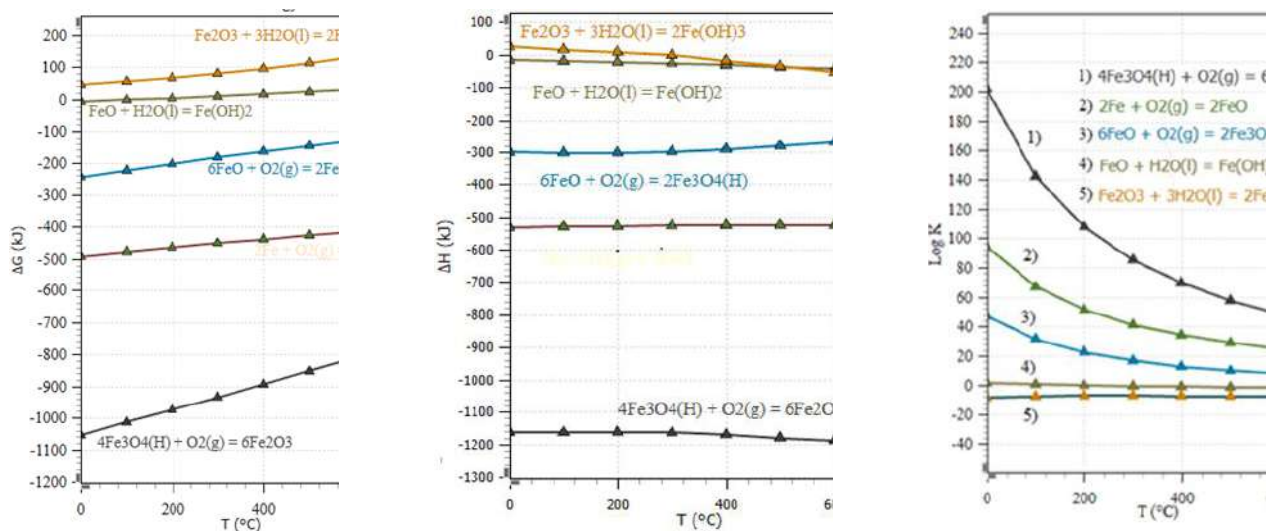 200
100
0
-100
-200
-300
-400
-500
-600
-700
-800
-900
-1000
-1100
-1200
ΔG (kJ)
Fe2O3 + 3H2O(l) = 2F
FeO + H2O(l) = Fe(OH)2
6FeO + O2(g) = 2Fe
2Fe + O2(g)
4Fe3O4(H) + O2(g) = 6Fe2O3
0
200
400
T (°C)
100
0
-100
-200
-300
-400
-500
-600
-700
-800
-900
-1000
-1100
-1200
-1300
ΔH (kJ)
Fe2O3 + 3H2O(l) = 2Fe(OH)3
FeO + H2O(l) = Fe(OH)2
6FeO + O2(g) = 2Fe3O4(H)
4Fe3O4(H) + O2(g) = 6Fe2O
0
200
400
T (°C)
240
220
200
180
160
140
120
100
80
60
40
20
0
-20
-40
Log K
1) 4Fe3O4(H) + O2(g) = 6
2) 2Fe + O2(g) = 2FeO
3) 6FeO + O2(g) = 2Fe3O
4) FeO + H2O(l) = Fe(OH)
5) Fe2O3 + 3H2O(l) = 2Fe
1)
2)
3)
4)
5)
0
200
400
T (°C)